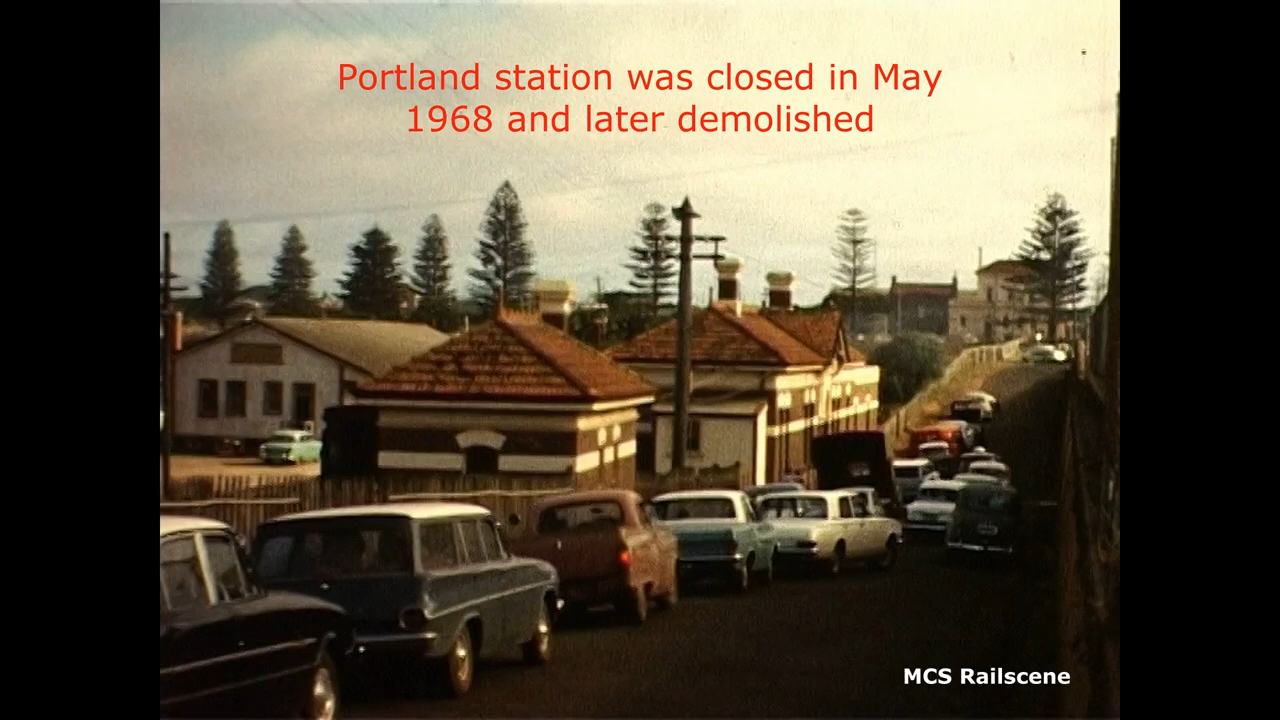 Portland station was closed in May
1968 and later demolished
MCS Railscene